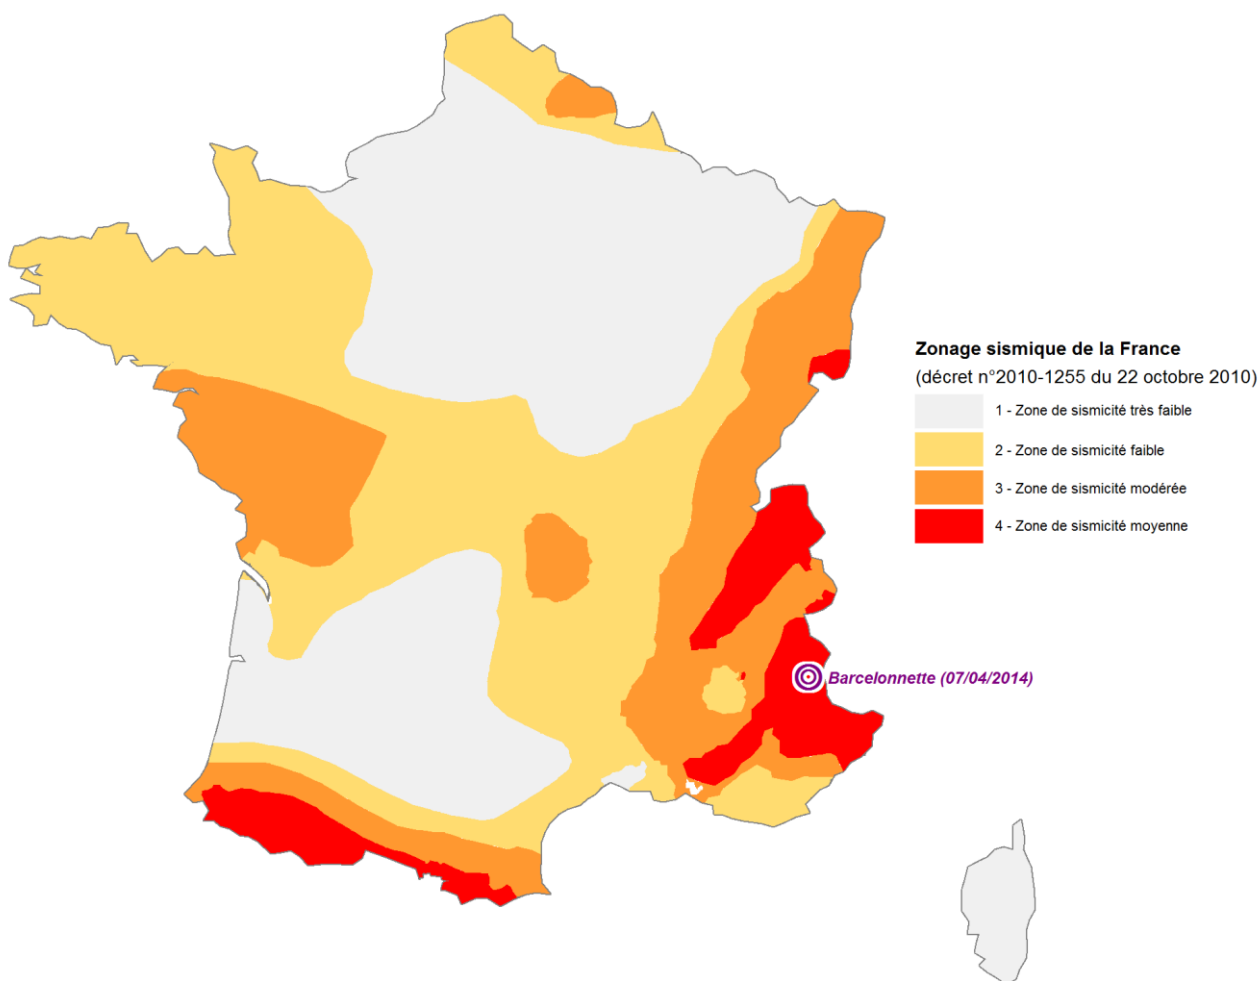 Zonage sismique de la France
(décret n°2010-1255 du 22 octobre 2010)
1 - Zone de sismicité très faible
2 - Zone de sismicité faible
3 - Zone de sismicité modérée
4 - Zone de sismicité moyenne
Barcelonnette (07/04/2014)